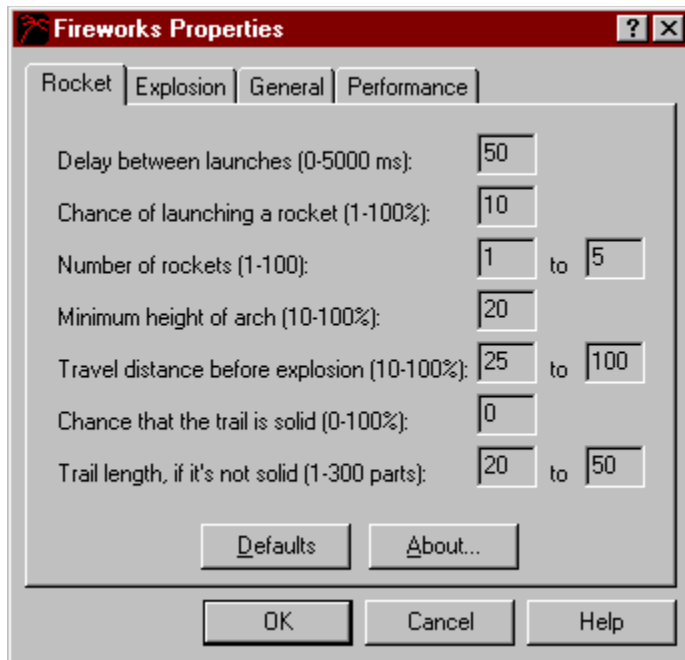 Fireworks Properties
Rocket Explosion General Performance
Delay between launches (0-5000 ms): 50
Chance of launching a rocket (1-100%): 10
Number of rockets (1-100): 1 to 5
Minimum height of arch (10-100%): 20
Travel distance before explosion (10-100%): 25 to 100
Chance that the trail is solid (0-100%): 0
Trail length, if it's not solid (1-300 parts): 20 to 50
Defaults About...
OK Cancel Help